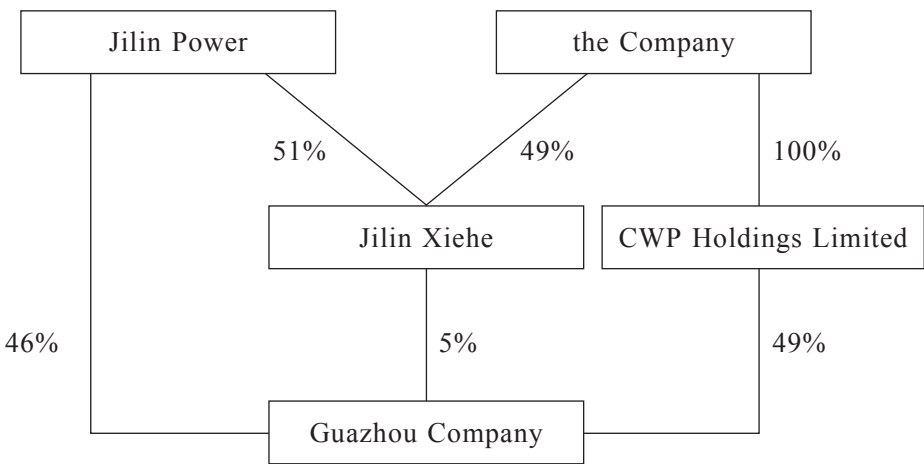 Jilin Power
the Company
51%
49%
100%
Jilin Xiehe
CWP Holdings Limited
46%
5%
49%
Guazhou Company